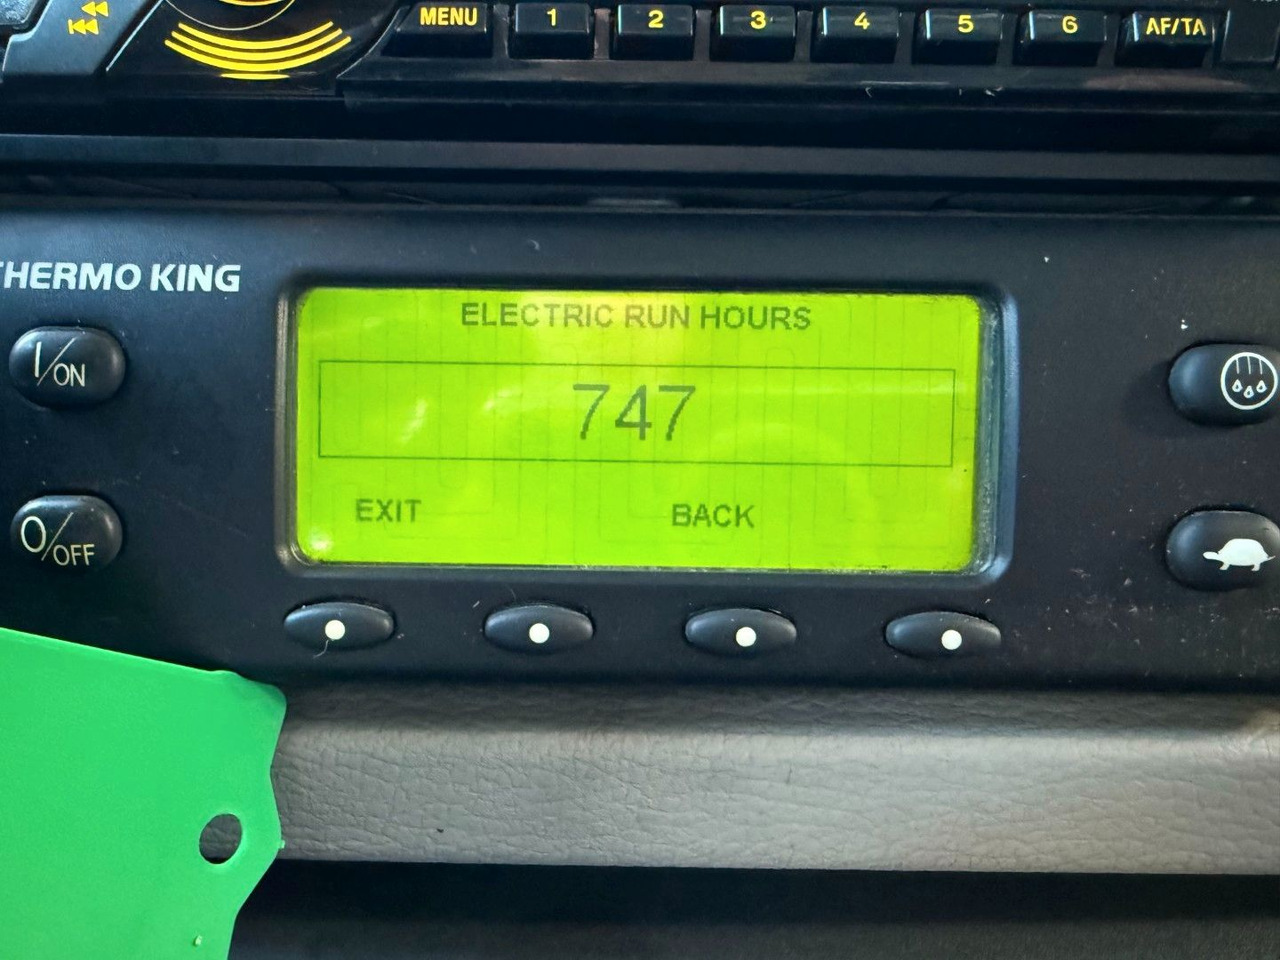 MENU 1 2 3 4 5 6 AF/TA
THERMO KING
ELECTRIC RUN HOURS
I/ON
747
EXIT BACK
O/OFF